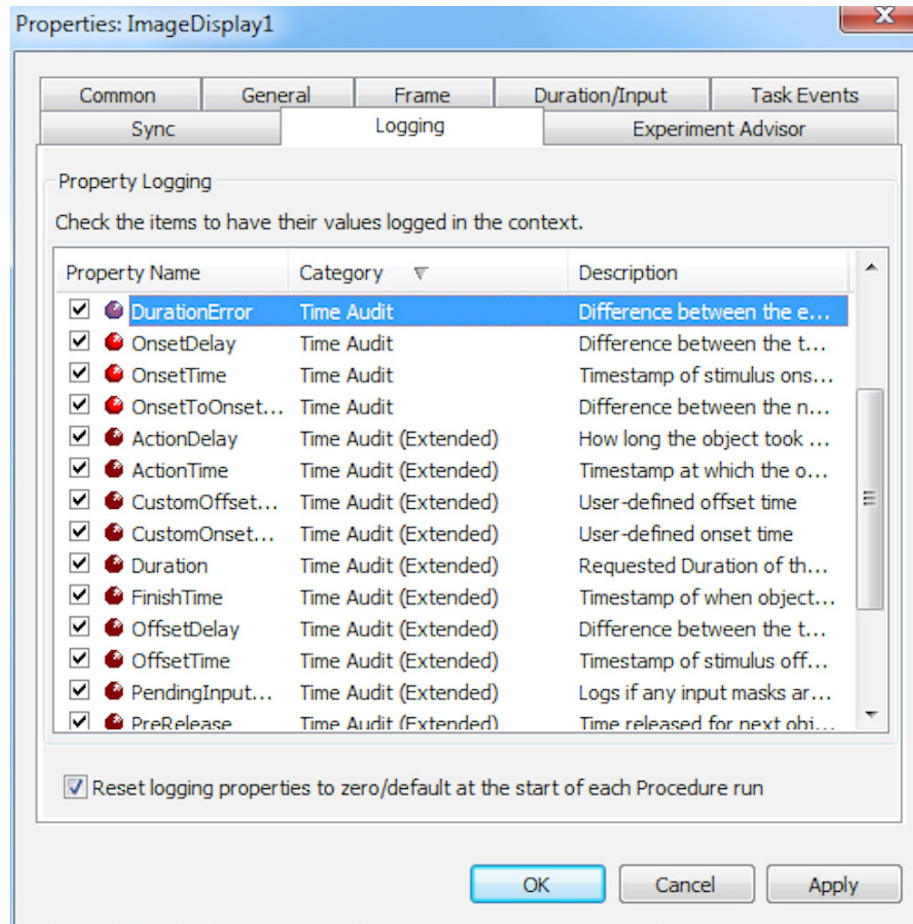 Properties: ImageDisplay1
Common General Frame Duration/Input Task Events
Sync Logging Experiment Advisor
Property Logging
Check the items to have their values logged in the context.
Property Name Category Description
DurationError Time Audit Difference between the e...
OnsetDelay Time Audit Difference between the t...
OnsetTime Time Audit Timestamp of stimulus ons...
OnsetToOnset... Time Audit Difference between the n...
ActionDelay Time Audit (Extended) How long the object took ...
ActionTime Time Audit (Extended) Timestamp at which the o...
CustomOffset... Time Audit (Extended) User-defined offset time
CustomOnset... Time Audit (Extended) User-defined onset time
Duration Time Audit (Extended) Requested Duration of th...
FinishTime Time Audit (Extended) Timestamp of when object...
OffsetDelay Time Audit (Extended) Difference between the t...
OffsetTime Time Audit (Extended) Timestamp of stimulus off...
PendingInput... Time Audit (Extended) Logs if any input masks ar...
PreRelease Time Audit (Extended) Time released for next obj...
Reset logging properties to zero/default at the start of each Procedure run
OK Cancel Apply